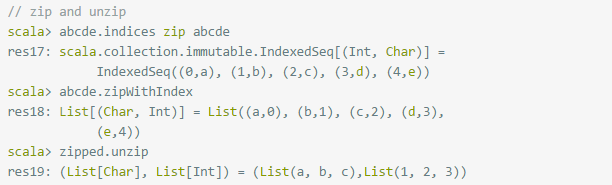 // zip and unzip
scala> abcde.indices zip abcde
res17: scala.collection.immutable.IndexedSeq[(Int, Char)] =
IndexedSeq((0,a), (1,b), (2,c), (3,d), (4,e))
scala> abcde.zipWithIndex
res18: List[(Char, Int)] = List((a,0), (b,1), (c,2), (d,3),
(e,4))
scala> zipped.unzip
res19: (List[Char], List[Int]) = (List(a, b, c),List(1, 2, 3))